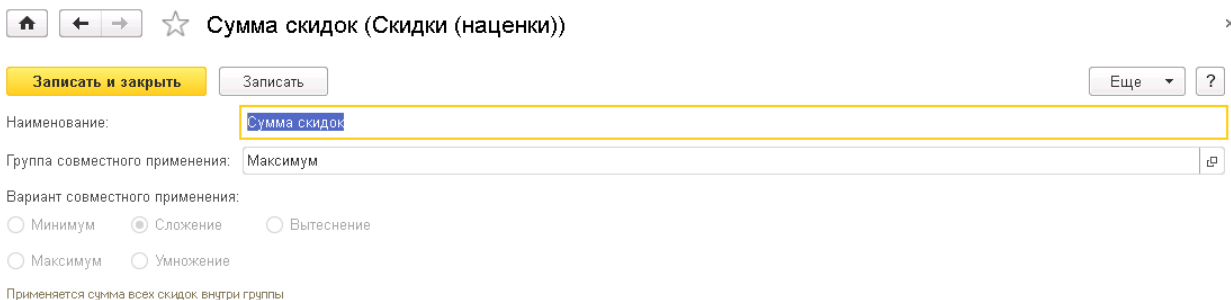 Сумма скидок (Скидки (наценки))
Записать и закрыть Записать Еще ?
Наименование: Сумма скидок
Группа совместного применения: Максимум
Вариант совместного применения:
Минимум Сложение Вытеснение
Максимум Умножение
Применяется сумма всех скидок внутри группы